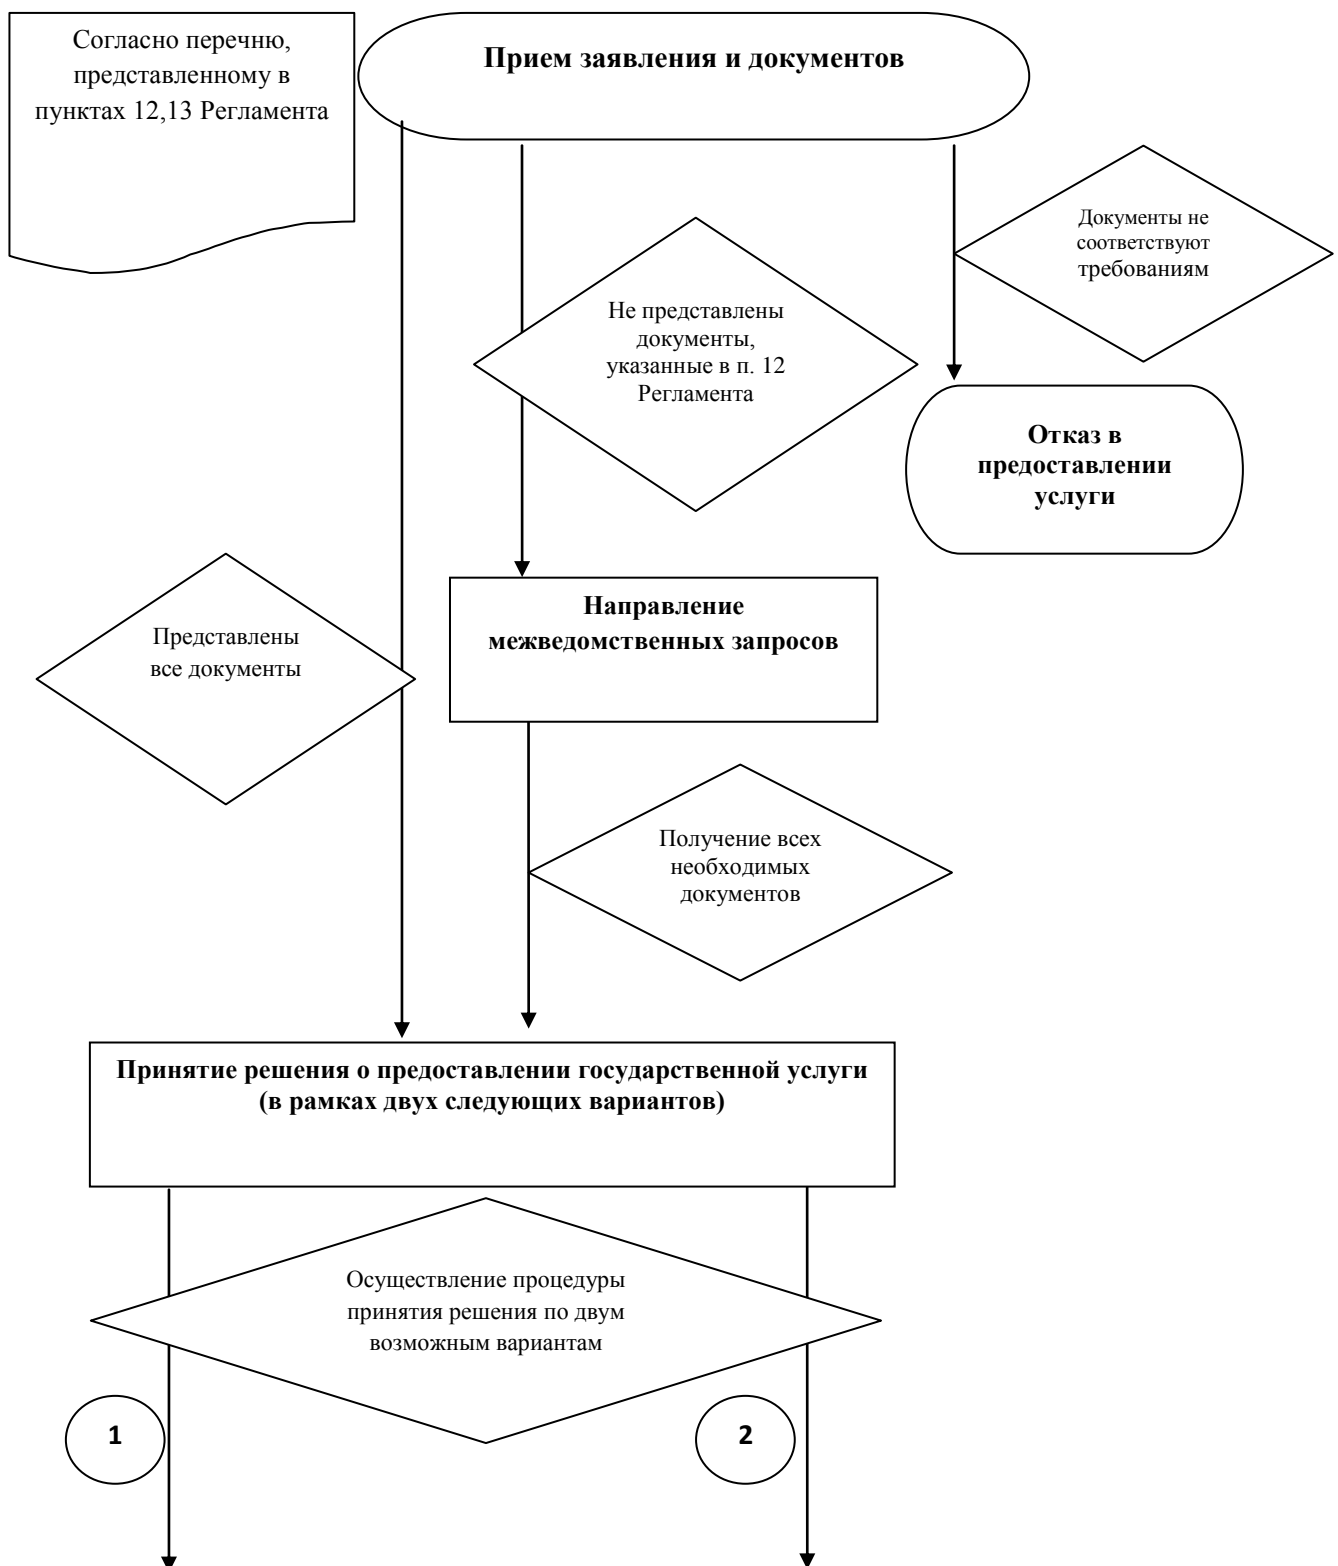 Согласно перечню,
представленному в
пунктах 12,13 Регламента
Прием заявления и документов
Документы не
соответствуют
требованиям
Не представлены
документы,
указанные в п. 12
Регламента
Отказ в
предоставлении
услуги
Направление
межведомственных запросов
Представлены
все документы
Получение всех
необходимых
документов
Принятие решения о предоставлении государственной услуги
(в рамках двух следующих вариантов)
Осуществление процедуры
принятия решения по двум
возможным вариантам
1
2